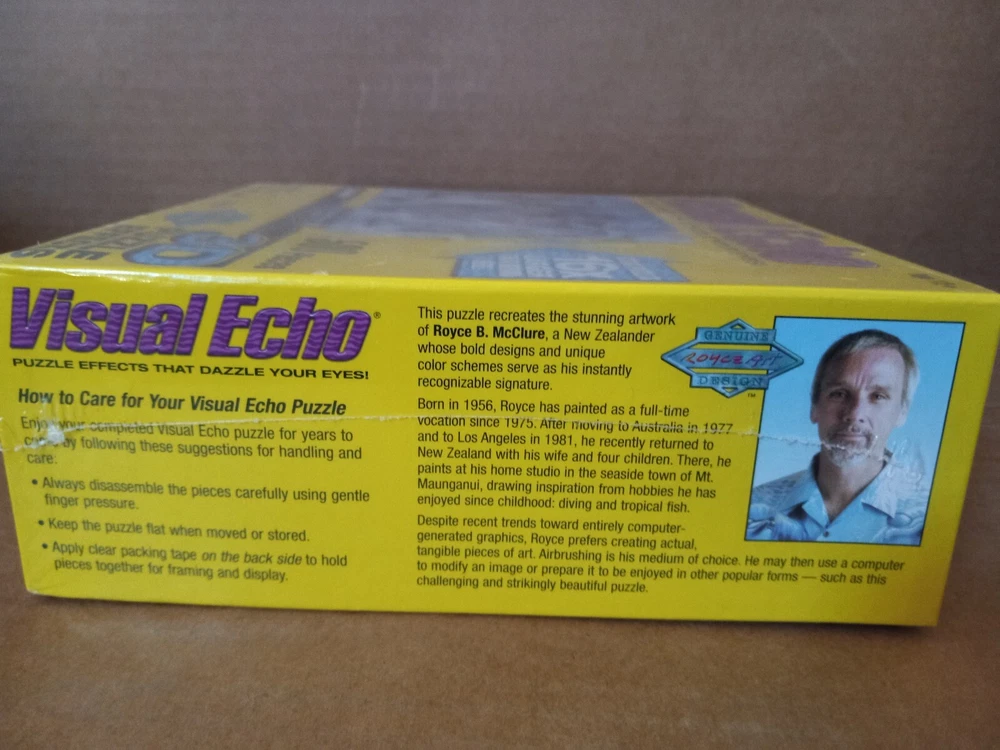 Visual Echo®
PUZZLE EFFECTS THAT DAZZLE YOUR EYES!
How to Care for Your Visual Echo Puzzle
Enjoy your completed Visual Echo puzzle for years to
come by following these suggestions for handling and
care:
• Always disassemble the pieces carefully using gentle
finger pressure.
• Keep the puzzle flat when moved or stored.
• Apply clear packing tape on the back side to hold
pieces together for framing and display.
This puzzle recreates the stunning artwork
of Royce B. McClure, a New Zealander
whose bold designs and unique
color schemes serve as his instantly
recognizable signature.
Born in 1956, Royce has painted as a full-time
vocation since 1975. After moving to Australia in 1977
and to Los Angeles in 1981, he recently returned to
New Zealand with his wife and four children. There, he
paints at his home studio in the seaside town of Mt.
Maunganui, drawing inspiration from hobbies he has
enjoyed since childhood: diving and tropical fish.
Despite recent trends toward entirely computer-
generated graphics, Royce prefers creating actual,
tangible pieces of art. Airbrushing is his medium of choice. He may then use a computer
to modify an image or prepare it to be enjoyed in other popular forms — such as this
challenging and strikingly beautiful puzzle.
GENUINE
Royce Art
DESIGN
™